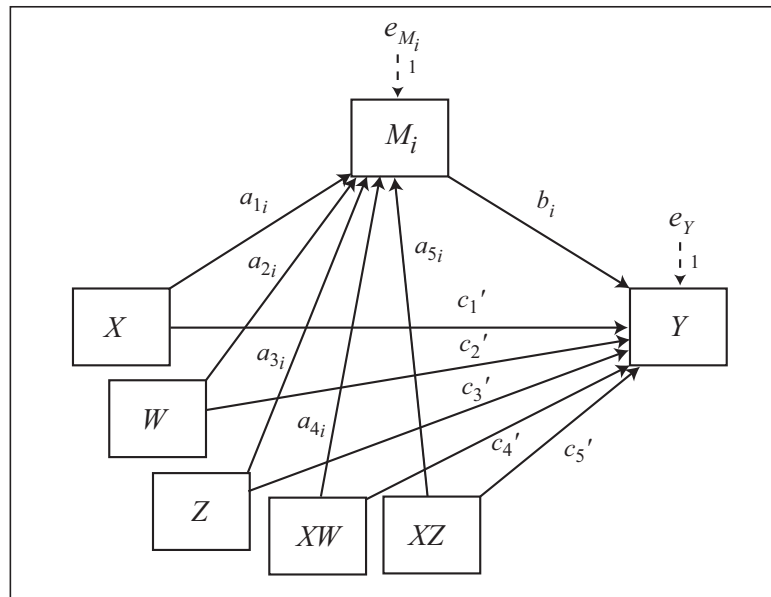 e_{M_i}
1
M_i
a_{1i}
b_i
e_Y
a_{2i}
a_{5i}
1
X
c_1′
Y
a_{3i}
c_2′
W
c_3′
a_{4i}
c_4′
c_5′
Z
XW
XZ